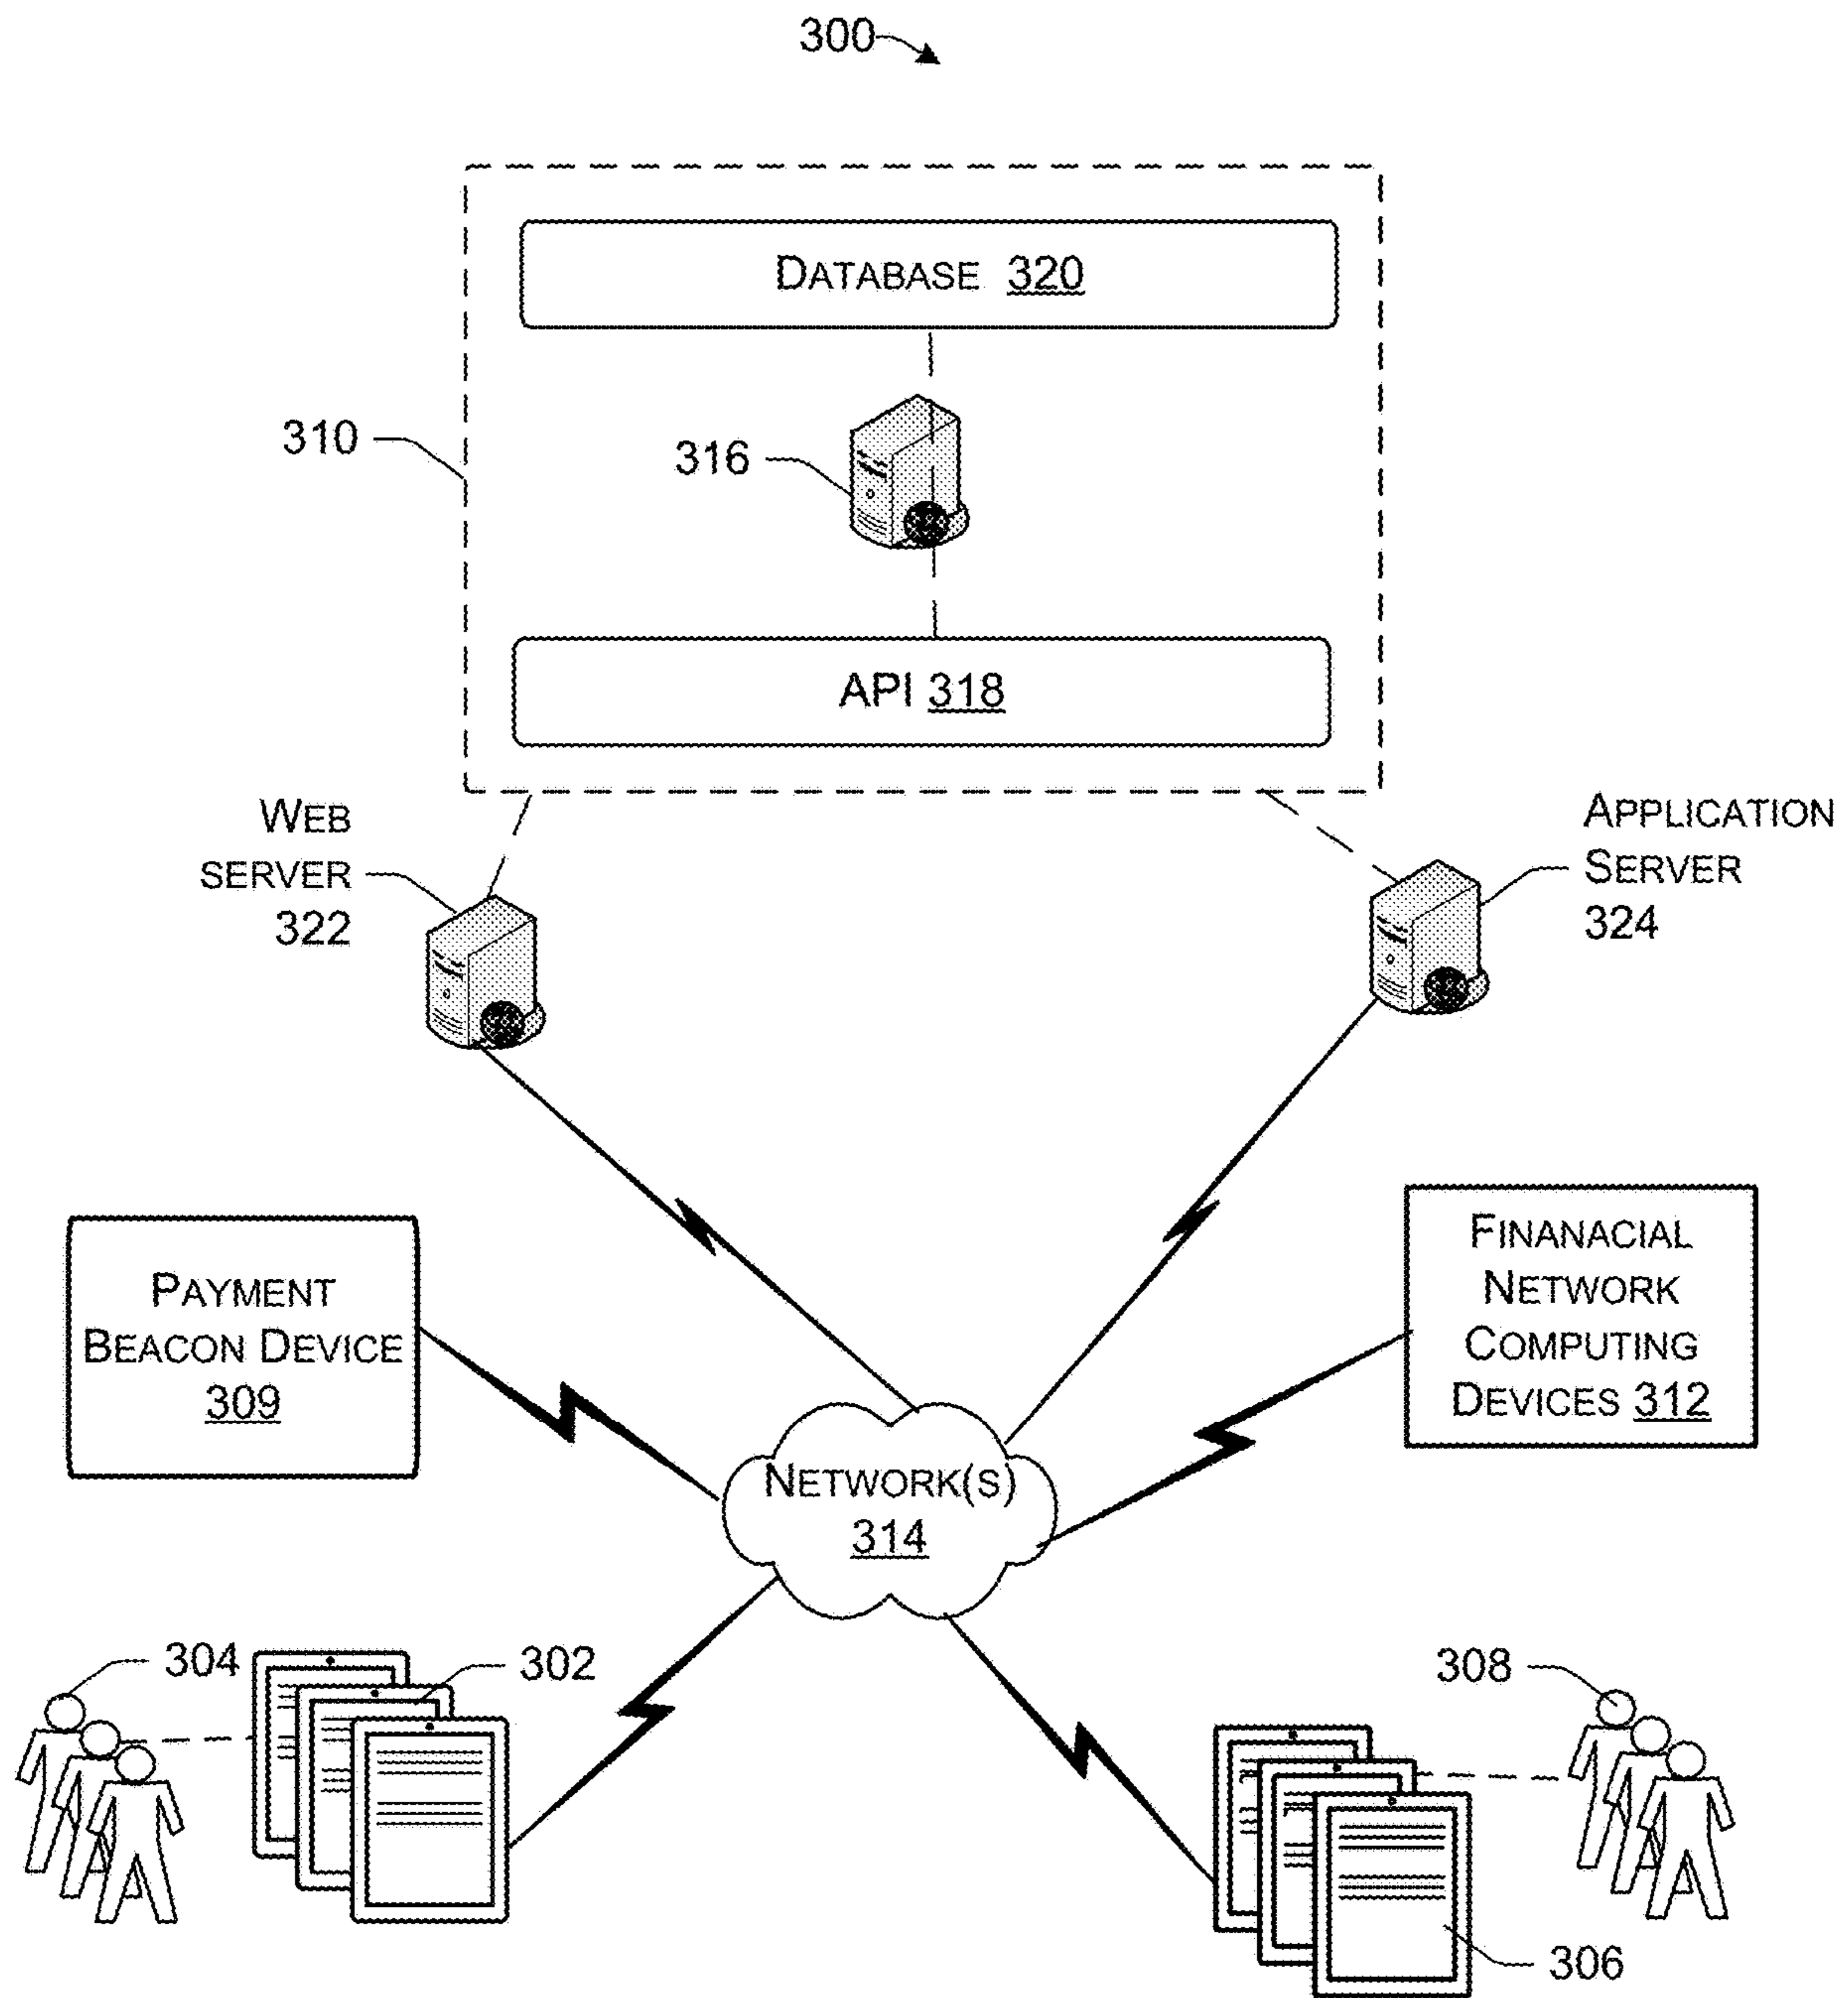 300
DATABASE 320
310
316
API 318
WEB
SERVER
322
APPLICATION
SERVER
324
PAYMENT
BEACON DEVICE
309
FINANACIAL
NETWORK
COMPUTING
DEVICES 312
NETWORK(S)
314
304
302
308
306